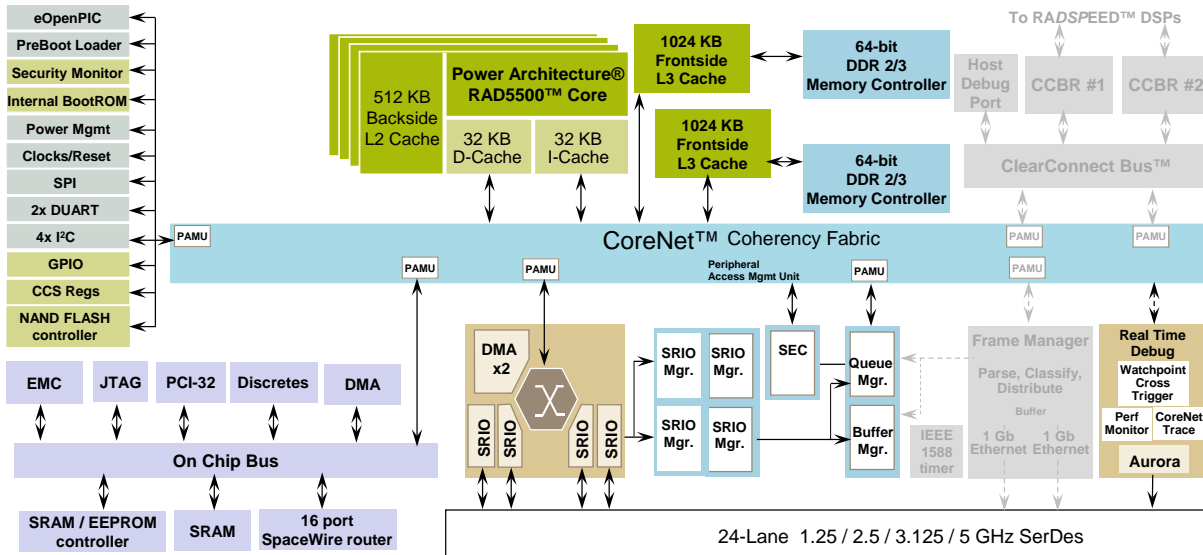 eOpenPIC
PreBoot Loader
Security Monitor
Internal BootROM
Power Mgmt
Clocks/Reset
SPI
2x DUART
4x I²C
GPIO
CCS Regs
NAND FLASH
controller
512 KB
Backside
L2 Cache
Power Architecture®
RAD5500™ Core
32 KB
D-Cache
32 KB
I-Cache
1024 KB
Frontside
L3 Cache
1024 KB
Frontside
L3 Cache
64-bit
DDR 2/3
Memory Controller
64-bit
DDR 2/3
Memory Controller
To RADSPEED™ DSPs
Host
Debug
Port
CCBR #1
CCBR #2
ClearConnect Bus™
PAMU
CoreNet™ Coherency Fabric
PAMU
PAMU
PAMU
PAMU
Peripheral
Access Mgmt Unit
PAMU
PAMU
EMC
JTAG
PCI-32
Discretes
DMA
On Chip Bus
SRAM / EEPROM
controller
SRAM
16 port
SpaceWire router
DMA
x2
SRIO
SRIO
SRIO
SRIO
SRIO
Mgr.
SRIO
Mgr.
SRIO
Mgr.
SRIO
Mgr.
SEC
Queue
Mgr.
Buffer
Mgr.
Frame Manager
Parse, Classify,
Distribute
Buffer
1 Gb
Ethernet
1 Gb
Ethernet
IEEE
1588
timer
Real Time
Debug
Watchpoint
Cross
Trigger
Perf
Monitor
CoreNet
Trace
Aurora
24-Lane 1.25 / 2.5 / 3.125 / 5 GHz SerDes